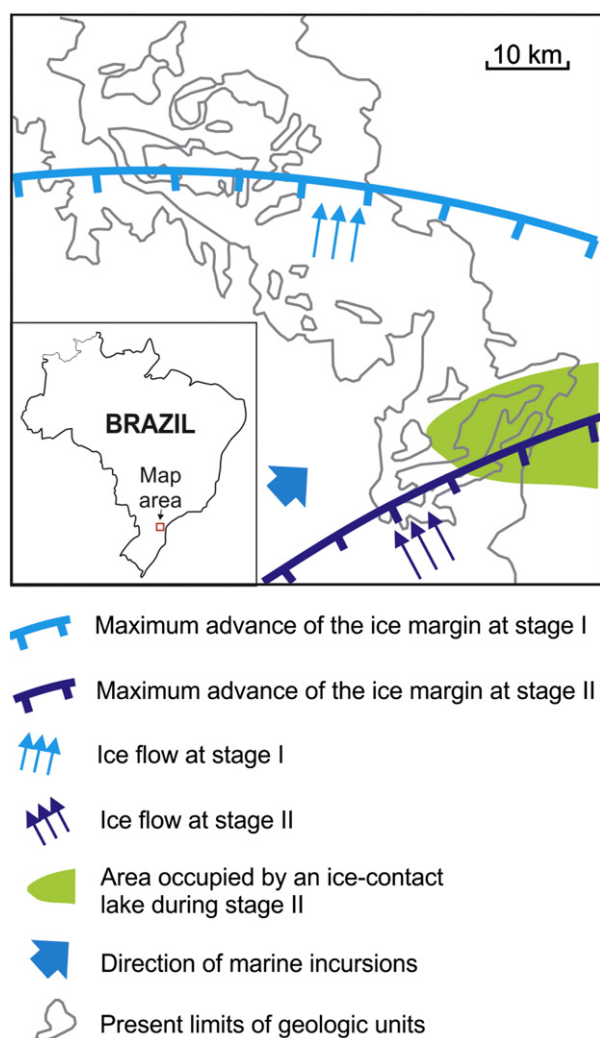 10 km
BRAZIL
Map
area
Maximum advance of the ice margin at stage I
Maximum advance of the ice margin at stage II
Ice flow at stage I
Ice flow at stage II
Area occupied by an ice-contact
lake during stage II
Direction of marine incursions
Present limits of geologic units